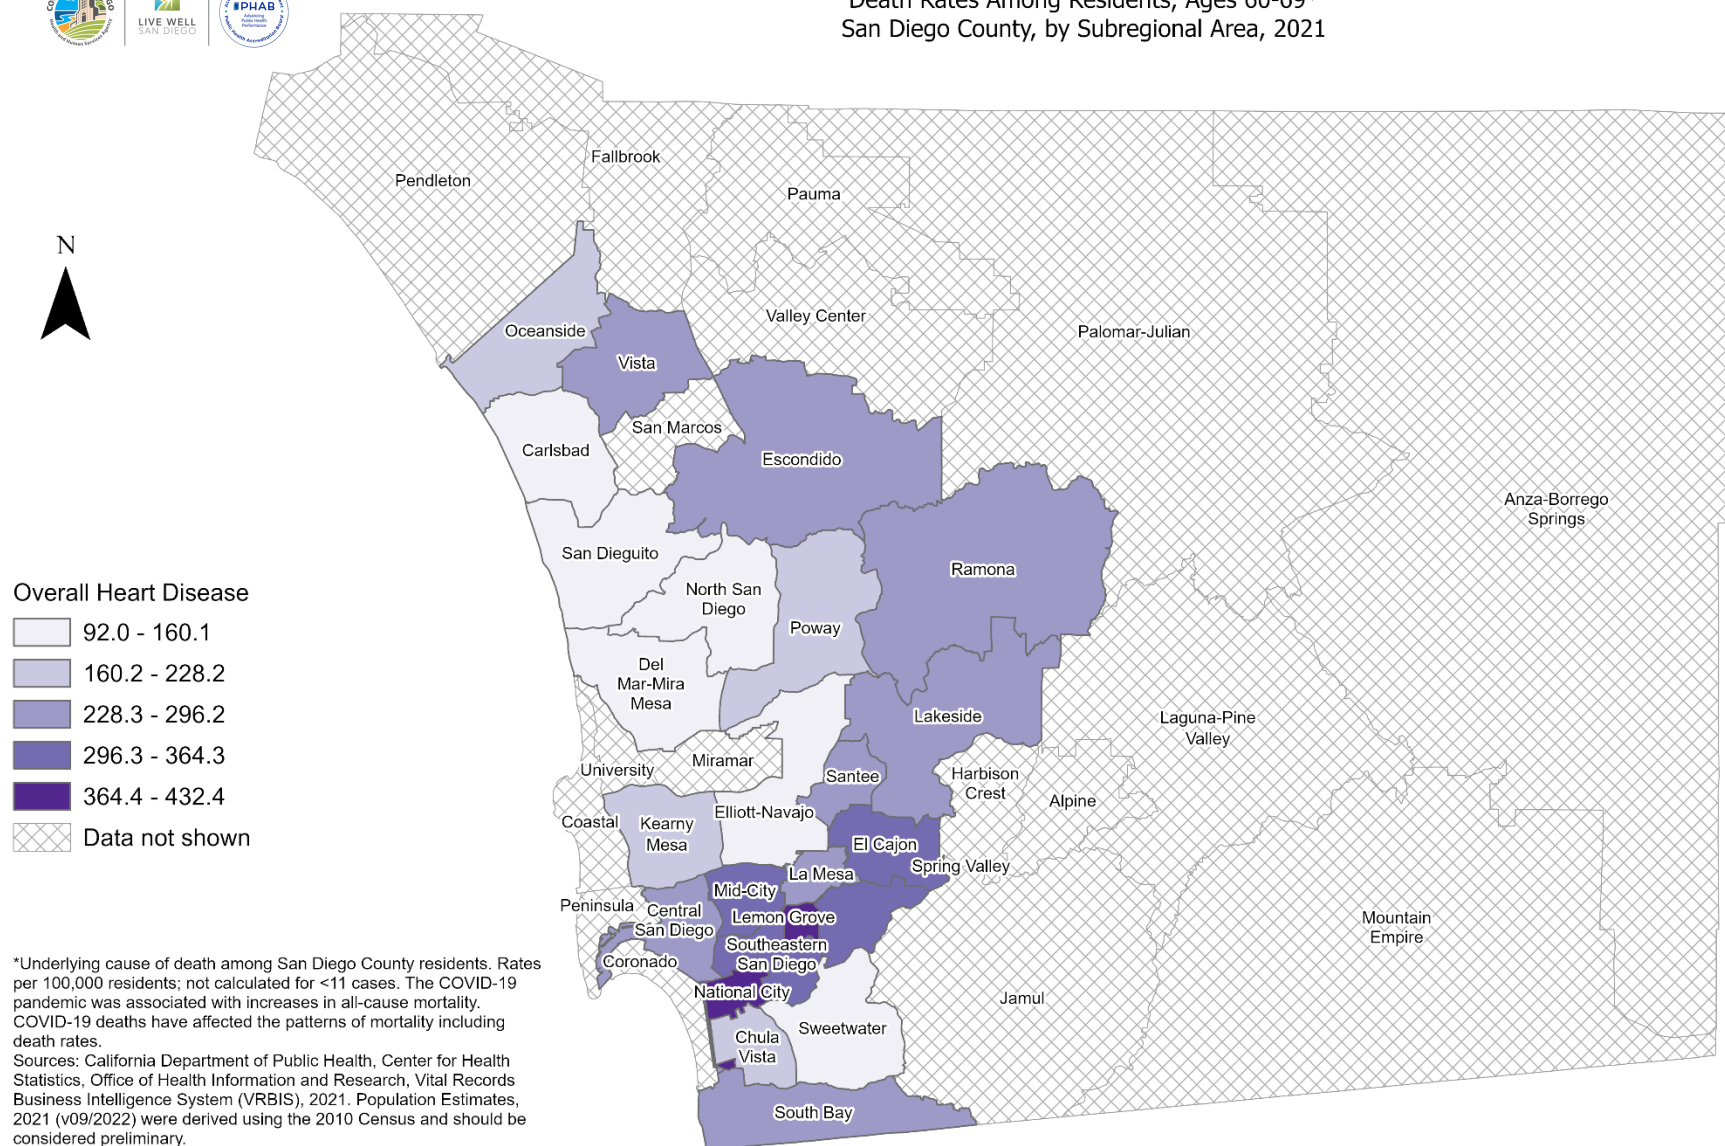 LIVE WELL
SAN DIEGO
PHAB
Advancing
Public Health
Performance
Death Rates Among Residents, Ages 60-69*
San Diego County, by Subregional Area, 2021
N
Pendleton
Fallbrook
Pauma
Valley Center
Palomar-Julian
Oceanside
Vista
San Marcos
Carlsbad
Escondido
Anza-Borrego
Springs
San Dieguito
North San
Diego
Ramona
Poway
Del
Mar-Mira
Mesa
Lakeside
Laguna-Pine
Valley
University
Miramar
Santee
Harbison
Crest
Alpine
Coastal
Kearny
Mesa
Elliott-Navajo
El Cajon
Spring Valley
La Mesa
Mid-City
Peninsula
Central
San Diego
Lemon Grove
Mountain
Empire
Southeastern
San Diego
Coronado
National City
Jamul
Sweetwater
Chula
Vista
South Bay
Overall Heart Disease
92.0 - 160.1
160.2 - 228.2
228.3 - 296.2
296.3 - 364.3
364.4 - 432.4
Data not shown
*Underlying cause of death among San Diego County residents. Rates
per 100,000 residents; not calculated for <11 cases. The COVID-19
pandemic was associated with increases in all-cause mortality.
COVID-19 deaths have affected the patterns of mortality including
death rates.
Sources: California Department of Public Health, Center for Health
Statistics, Office of Health Information and Research, Vital Records
Business Intelligence System (VRBIS), 2021. Population Estimates,
2021 (v09/2022) were derived using the 2010 Census and should be
considered preliminary.